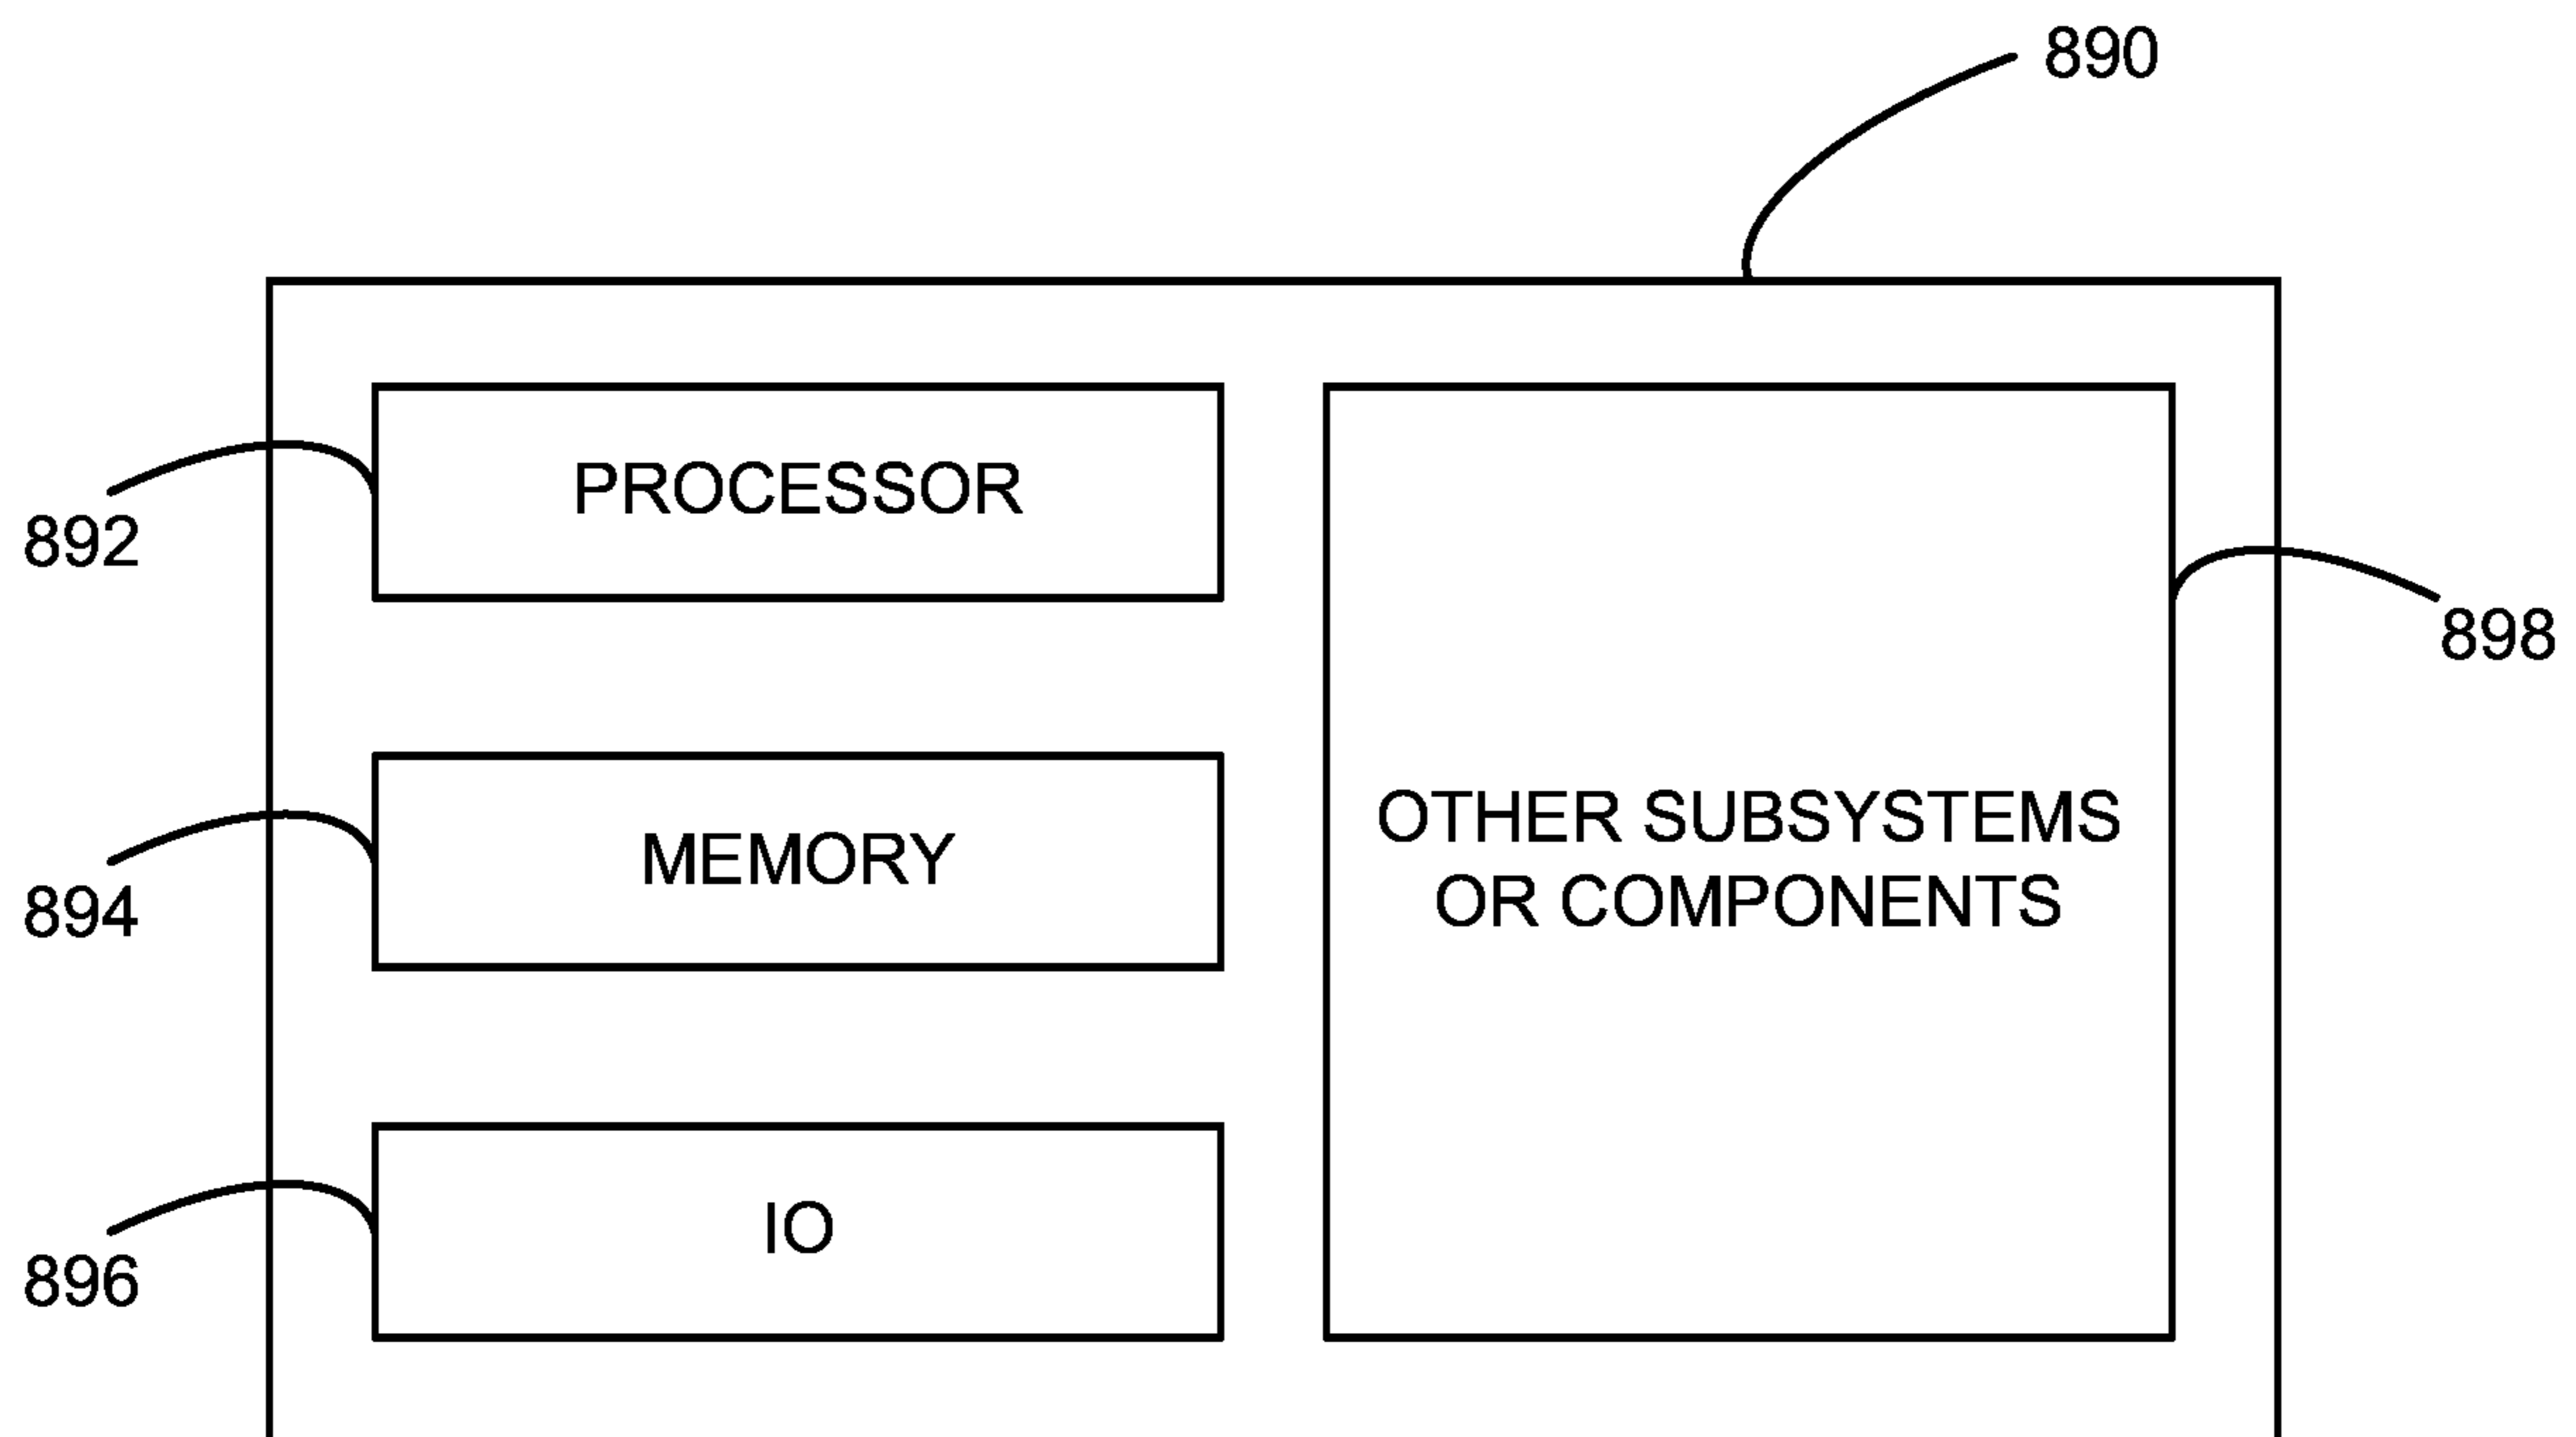 890
PROCESSOR
892
898
OTHER SUBSYSTEMS
OR COMPONENTS
MEMORY
894
IO
896